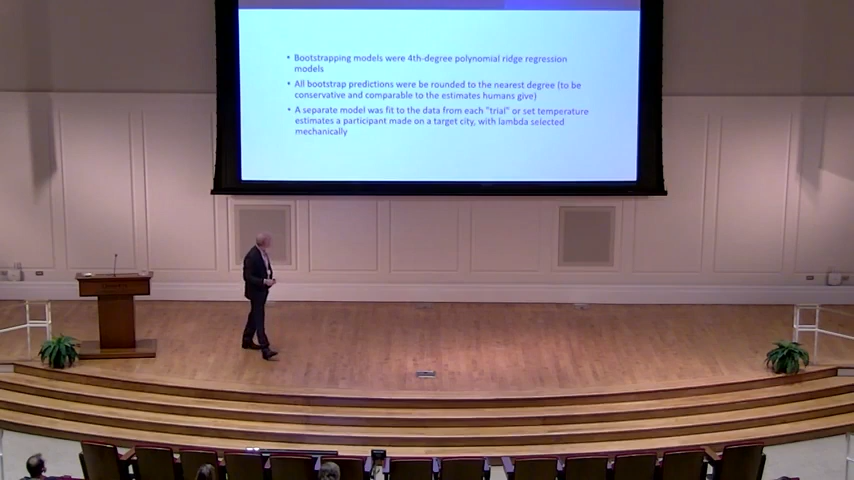 • Bootstrapping models were 4th-degree polynomial ridge regression
models
• All bootstrap predictions were be rounded to the nearest degree (to be
conservative and comparable to the estimates humans give)
• A separate model was fit to the data from each "trial" or set temperature
estimates a participant made on a target city, with lambda selected
mechanically